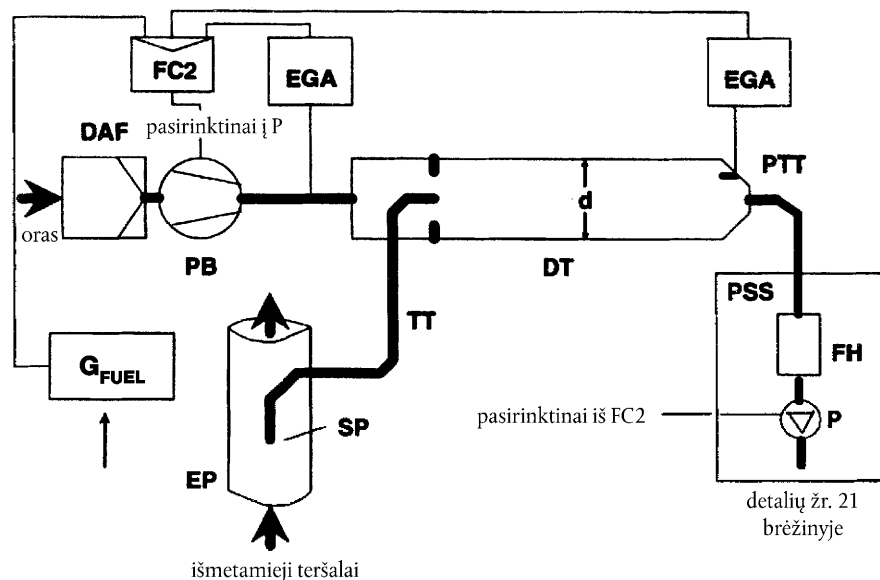 FC2
EGA
EGA
pasirinktinai į P
DAF
PTT
d
oras
PB
DT
PSS
TT
FH
G FUEL
pasirinktinai iš FC2
P
SP
EP
detalių žr. 21
brėžinyje
išmetamieji teršalai